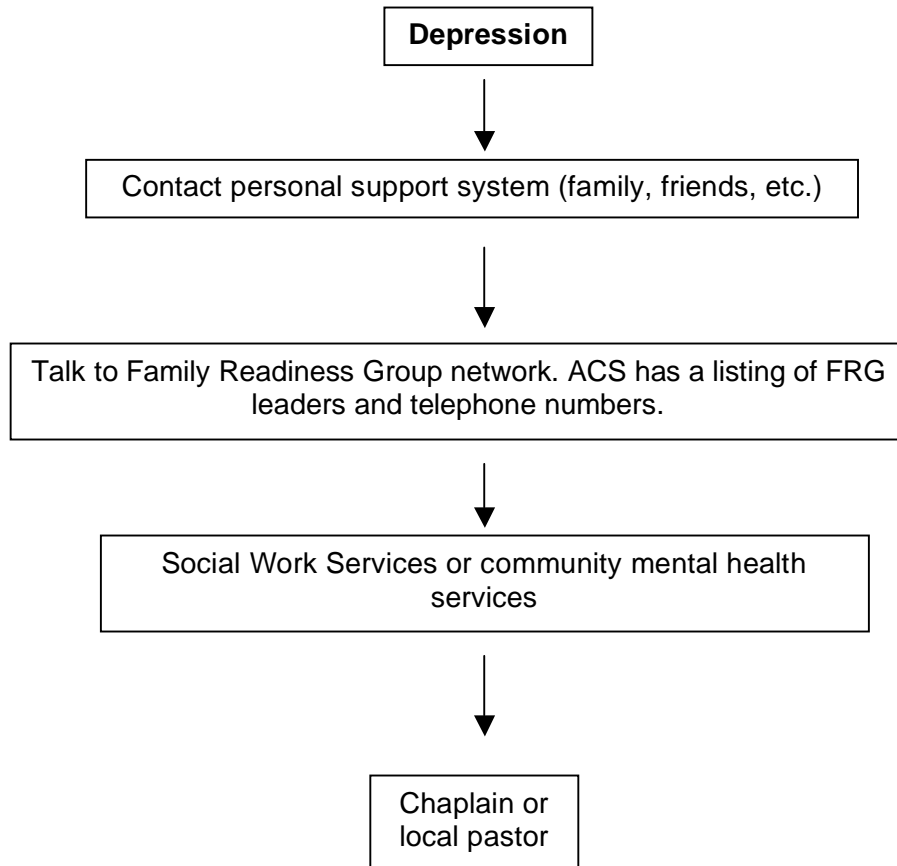 Depression
Contact personal support system (family, friends, etc.)
Talk to Family Readiness Group network. ACS has a listing of FRG
leaders and telephone numbers.
Social Work Services or community mental health
services
Chaplain or
local pastor